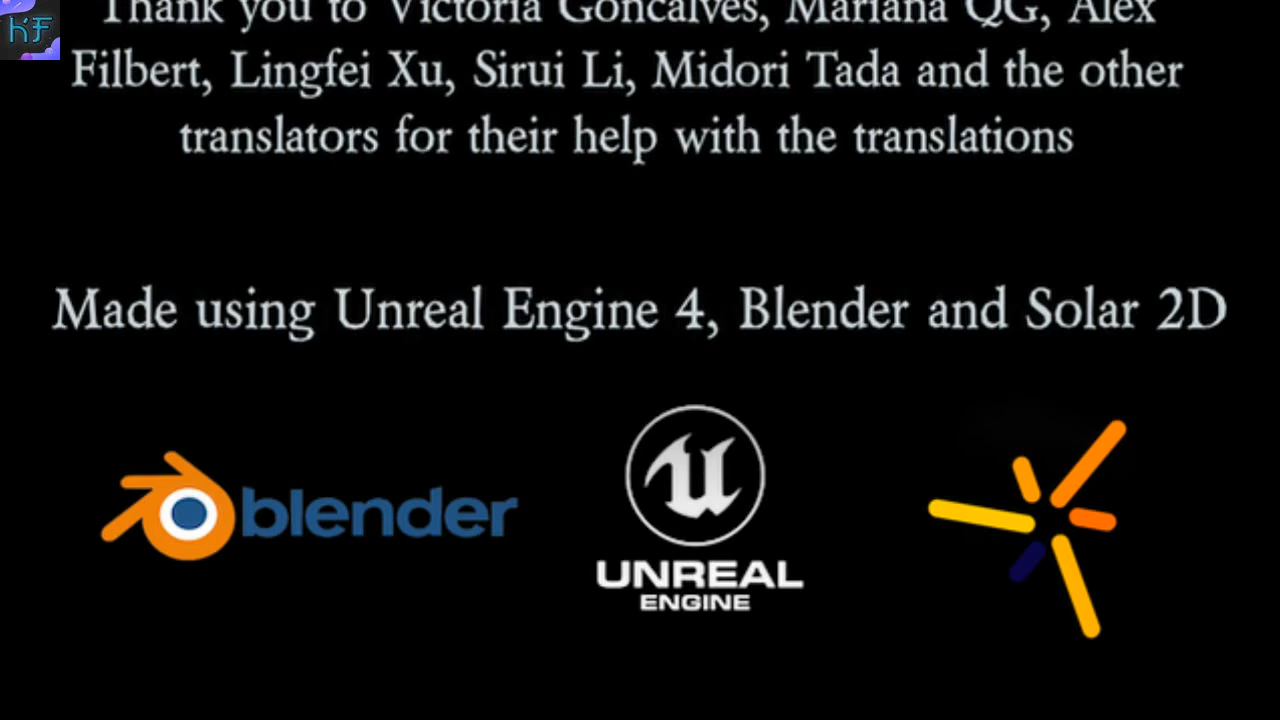 KF
Thank you to Victoria Goncalves, Mariana QG, Alex
Filbert, Lingfei Xu, Sirui Li, Midori Tada and the other
translators for their help with the translations
Made using Unreal Engine 4, Blender and Solar 2D
blender
UNREAL
ENGINE